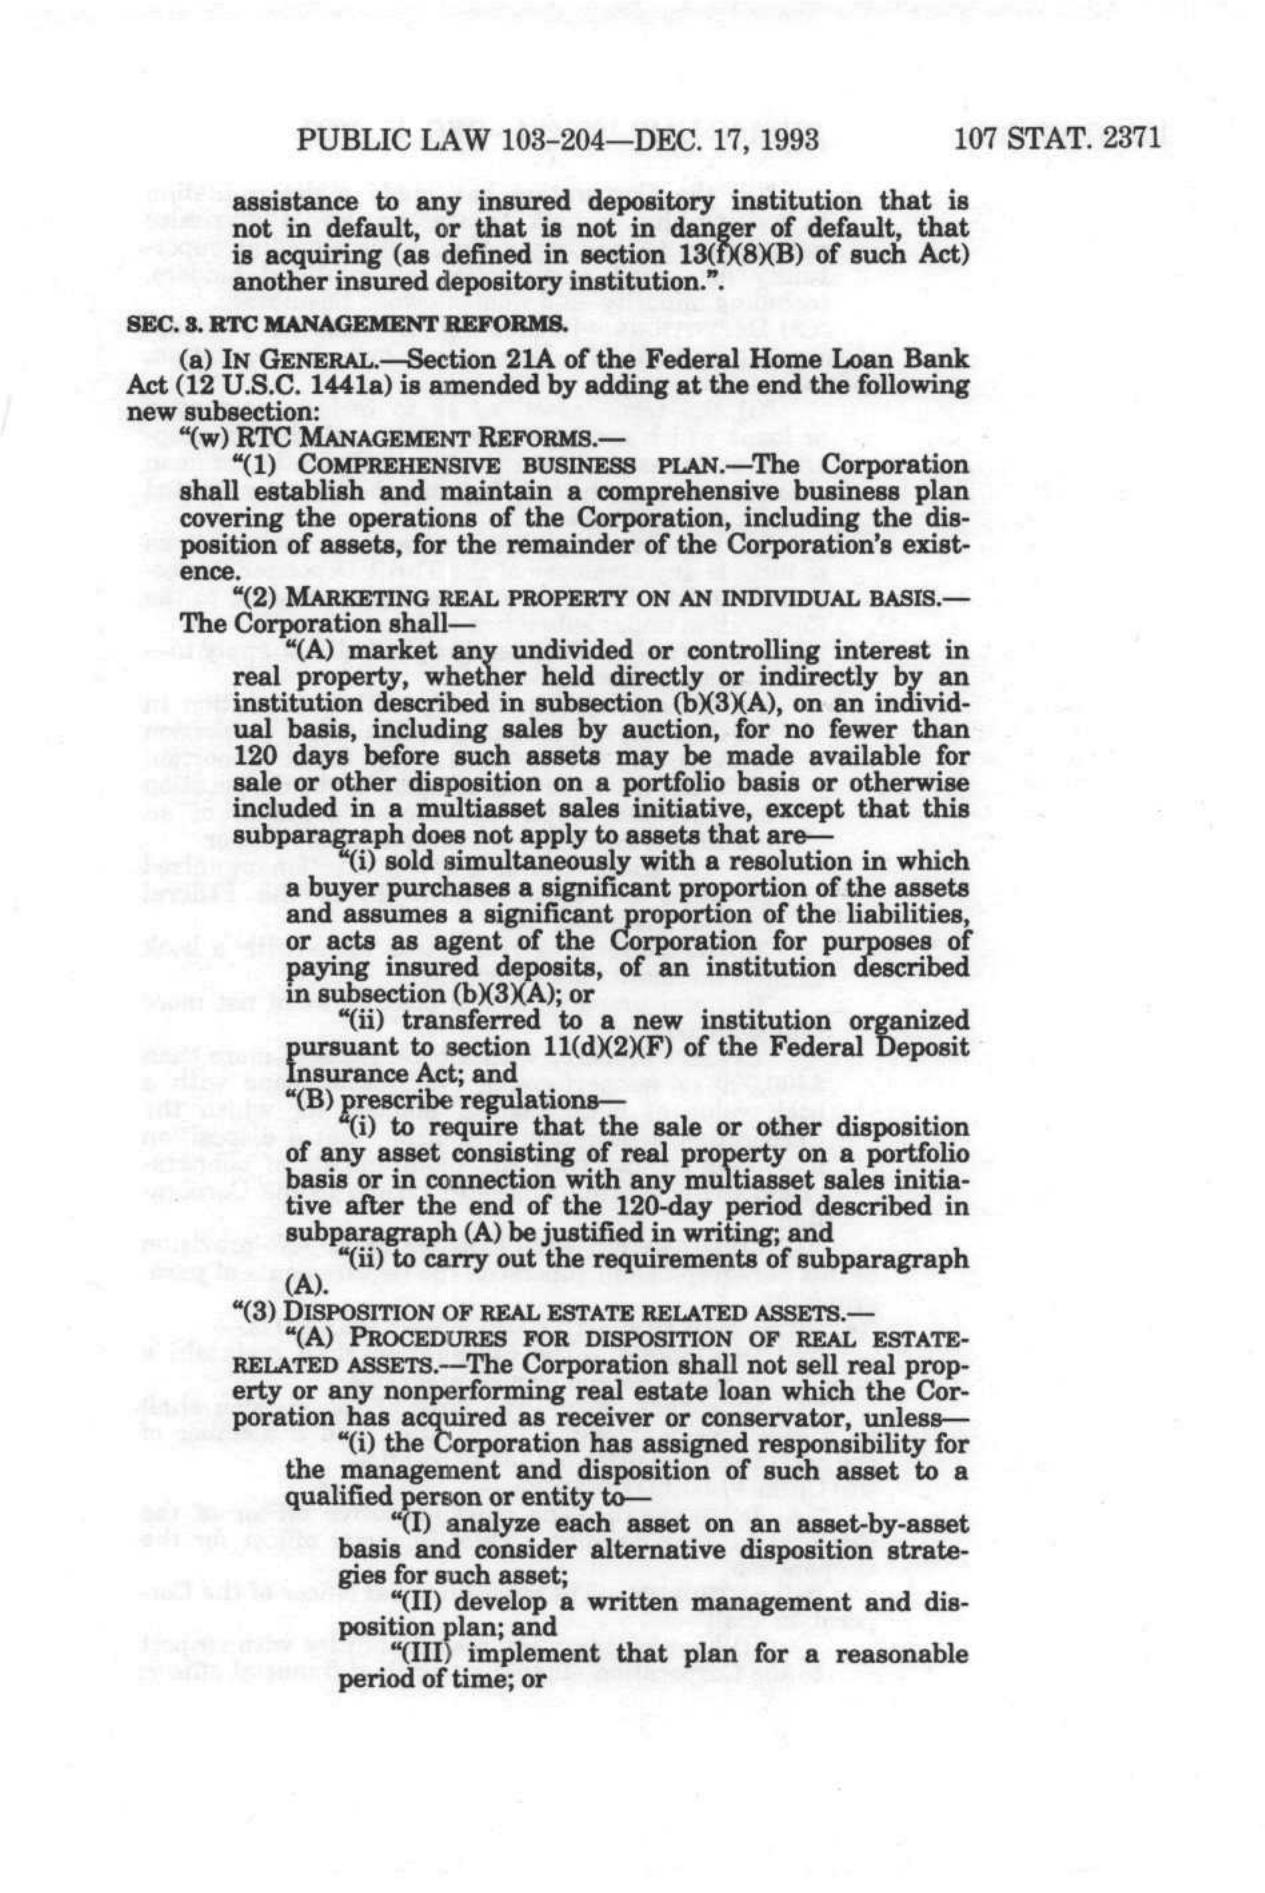 PUBLIC LAW 103–204—DEC. 17, 1993 107 STAT. 2371
assistance to any insured depository institution that is
not in default, or that is not in danger of default, that
is acquiring (as defined in section 13(f)(8)(B) of such Act)
another insured depository institution.”.
SEC. 3. RTC MANAGEMENT REFORMS.
(a) IN GENERAL.—Section 21A of the Federal Home Loan Bank
Act (12 U.S.C. 1441a) is amended by adding at the end the following
new subsection:
“(w) RTC MANAGEMENT REFORMS.—
“(1) COMPREHENSIVE BUSINESS PLAN.—The Corporation
shall establish and maintain a comprehensive business plan
covering the operations of the Corporation, including the dis-
position of assets, for the remainder of the Corporation's exist-
ence.
“(2) MARKETING REAL PROPERTY ON AN INDIVIDUAL BASIS.—
The Corporation shall—
“(A) market any undivided or controlling interest in
real property, whether held directly or indirectly by an
institution described in subsection (b)(3)(A), on an individ-
ual basis, including sales by auction, for no fewer than
120 days before such assets may be made available for
sale or other disposition on a portfolio basis or otherwise
included in a multiasset sales initiative, except that this
subparagraph does not apply to assets that are—
“(i) sold simultaneously with a resolution in which
a buyer purchases a significant proportion of the assets
and assumes a significant proportion of the liabilities,
or acts as agent of the Corporation for purposes of
paying insured deposits, of an institution described
in subsection (b)(3)(A); or
“(ii) transferred to a new institution organized
pursuant to section 11(d)(2)(F) of the Federal Deposit
Insurance Act; and
“(B) prescribe regulations—
“(i) to require that the sale or other disposition
of any asset consisting of real property on a portfolio
basis or in connection with any multiasset sales initia-
tive after the end of the 120-day period described in
subparagraph (A) be justified in writing; and
“(ii) to carry out the requirements of subparagraph
(A).
“(3) DISPOSITION OF REAL ESTATE RELATED ASSETS.—
“(A) PROCEDURES FOR DISPOSITION OF REAL ESTATE-
RELATED ASSETS.—The Corporation shall not sell real prop-
erty or any nonperforming real estate loan which the Cor-
poration has acquired as receiver or conservator, unless—
“(i) the Corporation has assigned responsibility for
the management and disposition of such asset to a
qualified person or entity to—
“(I) analyze each asset on an asset-by-asset
basis and consider alternative disposition strate-
gies for such asset;
“(II) develop a written management and dis-
position plan; and
“(III) implement that plan for a reasonable
period of time; or